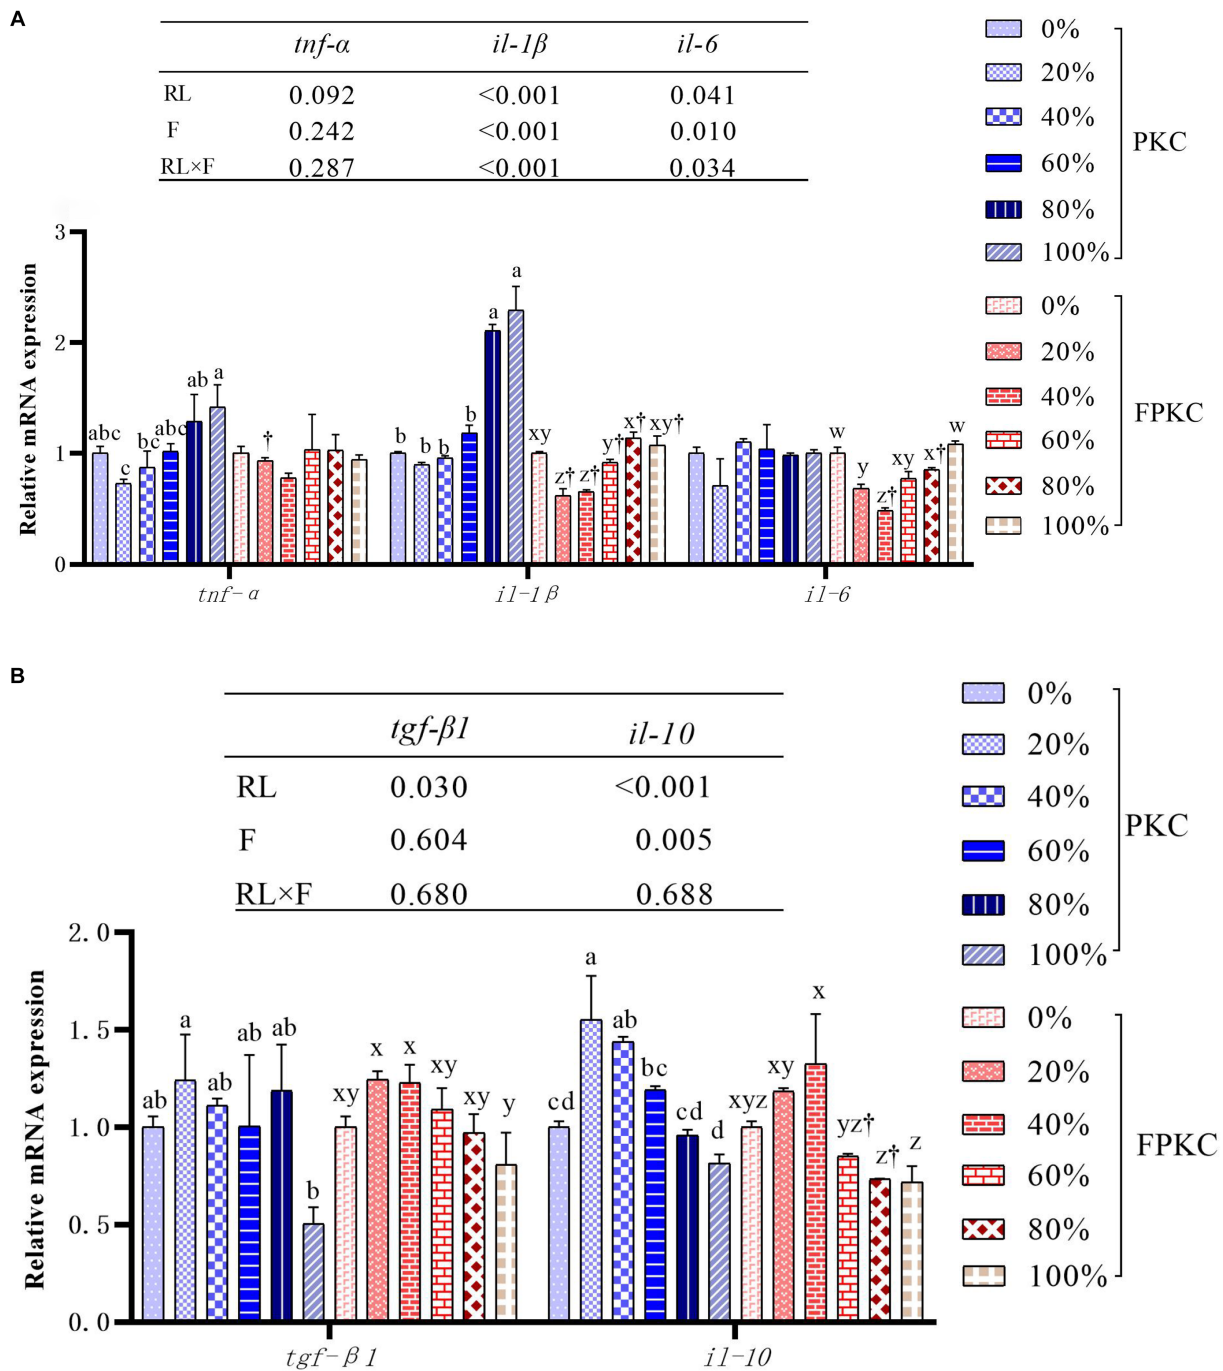 A
tnf-α il-1β il-6
RL 0.092 <0.001 0.041
F 0.242 <0.001 0.010
RL×F 0.287 <0.001 0.034
0%
20%
40%
60%
80%
100%
PKC
0%
20%
40%
60%
80%
100%
FPKC
Relative mRNA expression
3
2
1
0
abc c bc abc ab a †
b b b b a a xy z† z† y† x† xy†
w y z† xy x† w
tnf-α il-1β il-6
B
tgf-β1 il-10
RL 0.030 <0.001
F 0.604 0.005
RL×F 0.680 0.688
0%
20%
40%
60%
80%
100%
PKC
0%
20%
40%
60%
80%
100%
FPKC
Relative mRNA expression
2.0
1.5
1.0
0.5
0.0
ab a ab ab ab b xy x x xy xy y
cd a ab bc cd d xyz xy x yz† z† z
tgf-β1 il-10